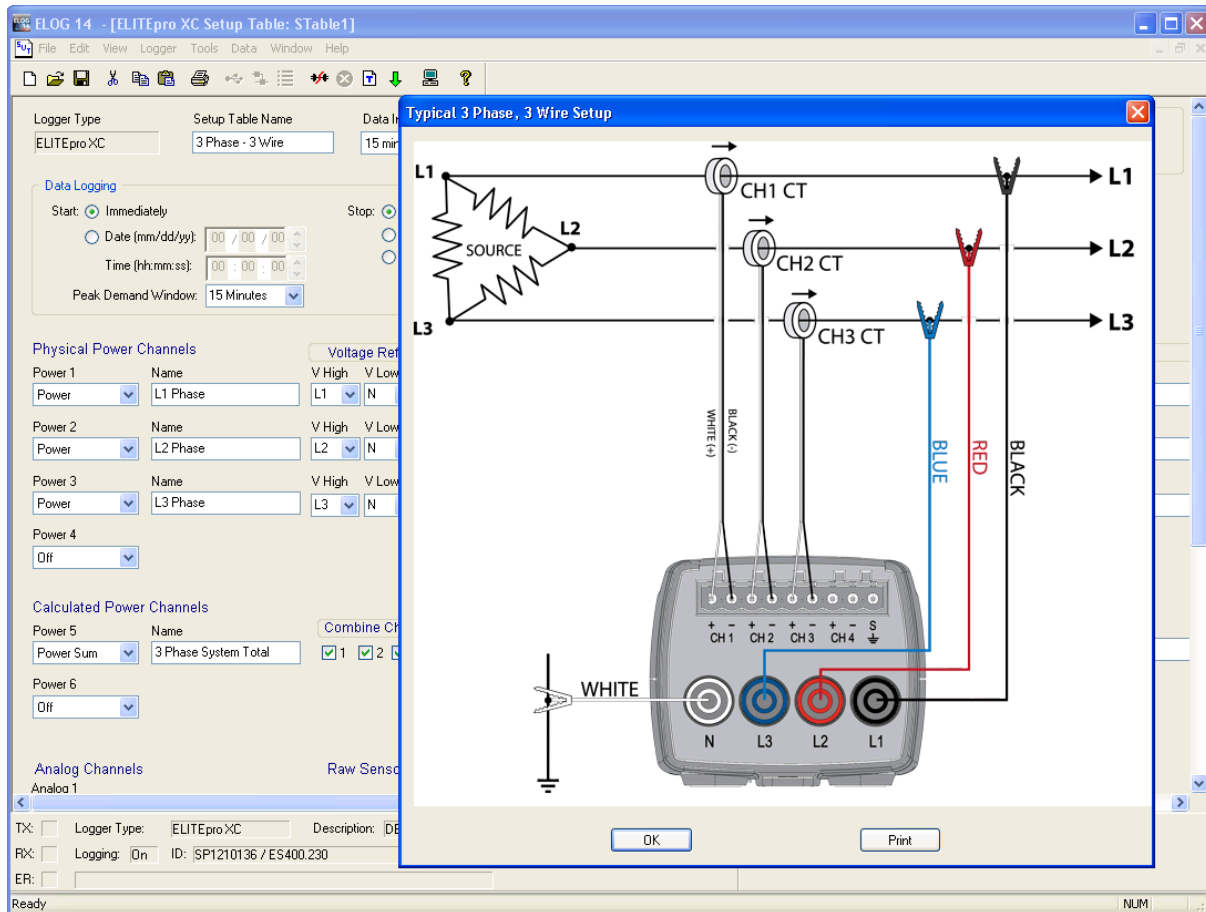 ELOG 14 - [ELITEpro XC Setup Table: STable1]
File Edit View Logger Tools Data Window Help
Logger Type
Setup Table Name
ELITEpro XC
3 Phase - 3 Wire
15
Data Logging
Start: Immediately
Stop:
Date (mm/dd/yy): 00 / 00 / 00
Time (hh:mm:ss): 00 : 00 : 00
Peak Demand Window: 15 Minutes
Physical Power Channels
Voltage
Power 1 Name V High V Low
Power L1 Phase L1 N
Power 2 Name V High V Low
Power L2 Phase L2 N
Power 3 Name V High V Low
Power L3 Phase L3 N
Power 4
Off
Calculated Power Channels
Power 5 Name Combine
Power Sum 3 Phase System Total 1 2
Power 6
Off
Analog Channels Raw
Analog 1
Typical 3 Phase, 3 Wire Setup
L1 CH1 CT L1
L2 CH2 CT L2
SOURCE
L3 CH3 CT L3
WHITE (+)
BLACK (-)
BLUE
RED
BLACK
+ - + - + - + - S
CH 1 CH 2 CH 3 CH 4
WHITE
N L3 L2 L1
OK Print
TX: Logger Type: ELITEpro XC Description:
RX: Logging: On ID: SP1210136 / ES400.230
ER:
Ready NUM